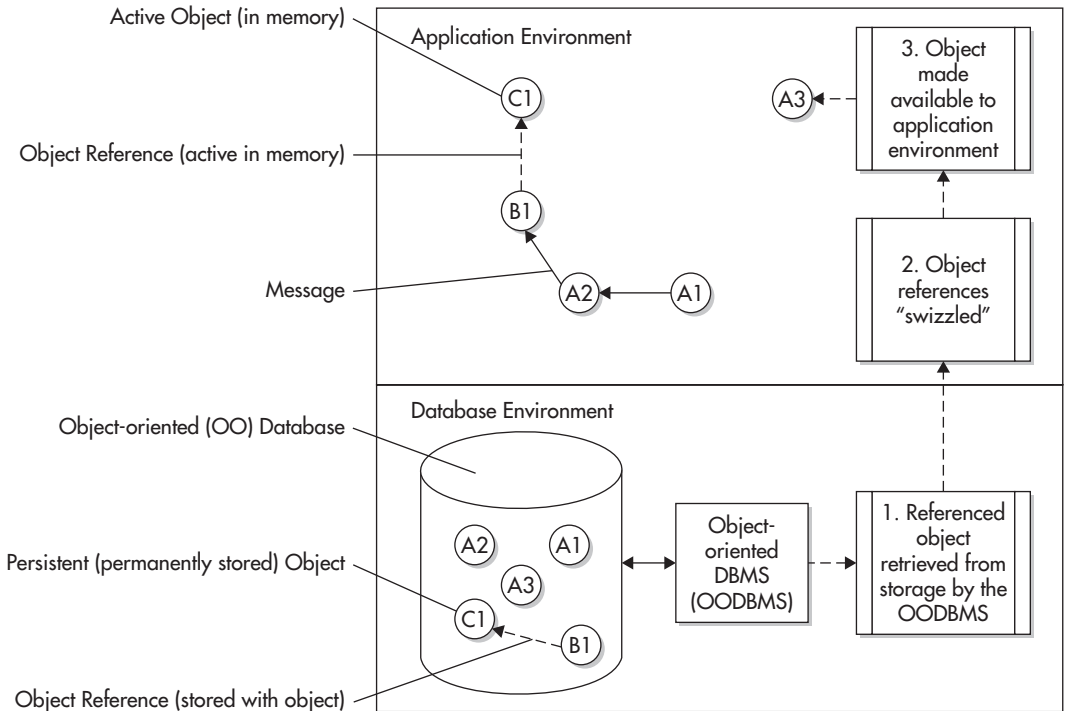 Active Object (in memory)
Application Environment
C1
A3
3. Object
made
available to
application
environment
Object Reference (active in memory)
B1
2. Object
references
“swizzled”
Message
A2
A1
Database Environment
Object-oriented (OO) Database
A2
A1
A3
C1
B1
Object-
oriented
DBMS
(OODBMS)
1. Referenced
object
retrieved from
storage by the
OODBMS
Persistent (permanently stored) Object
Object Reference (stored with object)